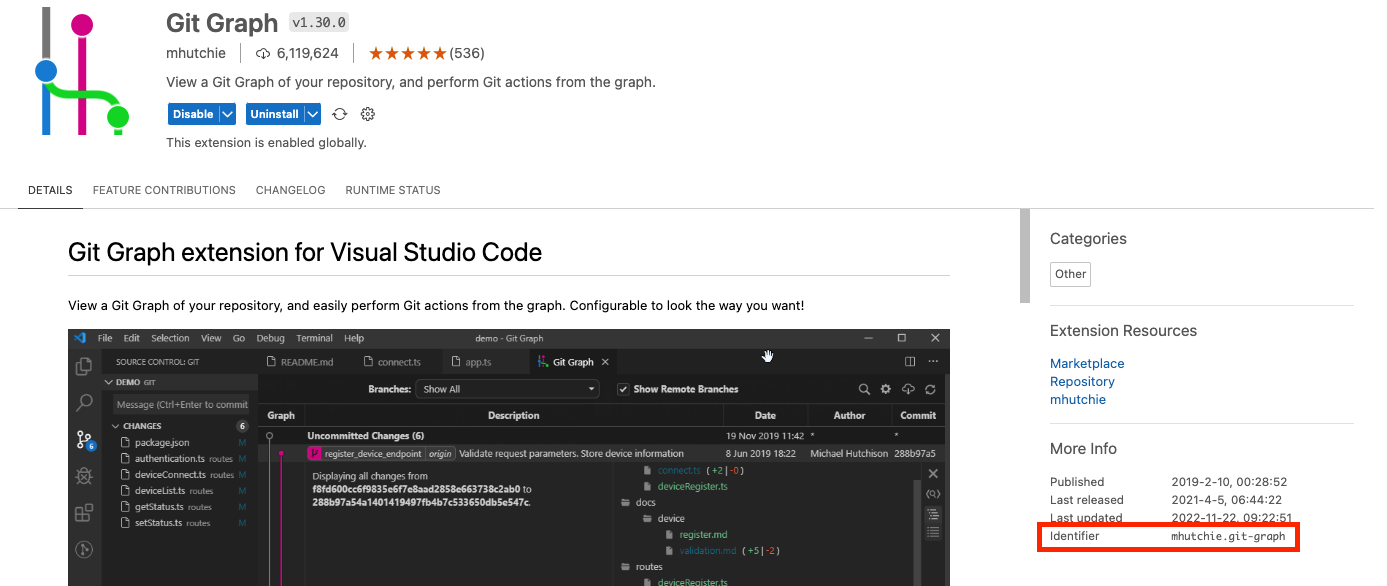 Git Graph v1.30.0
mhutchie 6,119,624 (536)
View a Git Graph of your repository, and perform Git actions from the graph.
Disable Uninstall
This extension is enabled globally.
DETAILS FEATURE CONTRIBUTIONS CHANGELOG RUNTIME STATUS
Git Graph extension for Visual Studio Code
View a Git Graph of your repository, and easily perform Git actions from the graph. Configurable to look the way you want!
File Edit Selection View Go Debug Terminal Help demo - Git Graph
SOURCE CONTROL: GIT
DEMO GIT
Message (Ctrl+Enter to commit
CHANGES 6
package.json M
authentication.ts routes M
deviceConnect.ts routes M
deviceList.ts routes M
getStatus.ts routes M
setStatus.ts routes M
6
README.md connect.ts app.ts Git Graph
Branches: Show All Show Remote Branches
Graph Description Date Author Commit
Uncommitted Changes (6) 19 Nov 2019 11:42 * *
register_device_endpoint origin Validate request parameters. Store device information 8 Jun 2019 18:22 Michael Hutchison 288b97a5
Displaying all changes from
f8fd600cc6f9835e6f7e8aad2858e663738c2ab0 to
288b97a54a1401419497fb4b7c533650db5e547c.
connect.ts (+2|-0)
deviceRegister.ts
docs
device
register.md
validation.md (+5|-2)
routes
deviceRegister.ts
Categories
Other
Extension Resources
Marketplace
Repository
mhutchie
More Info
Published 2019-2-10, 00:28:52
Last released 2021-4-5, 06:44:22
Last updated 2022-11-22, 09:22:51
Identifier mhutchie.git-graph